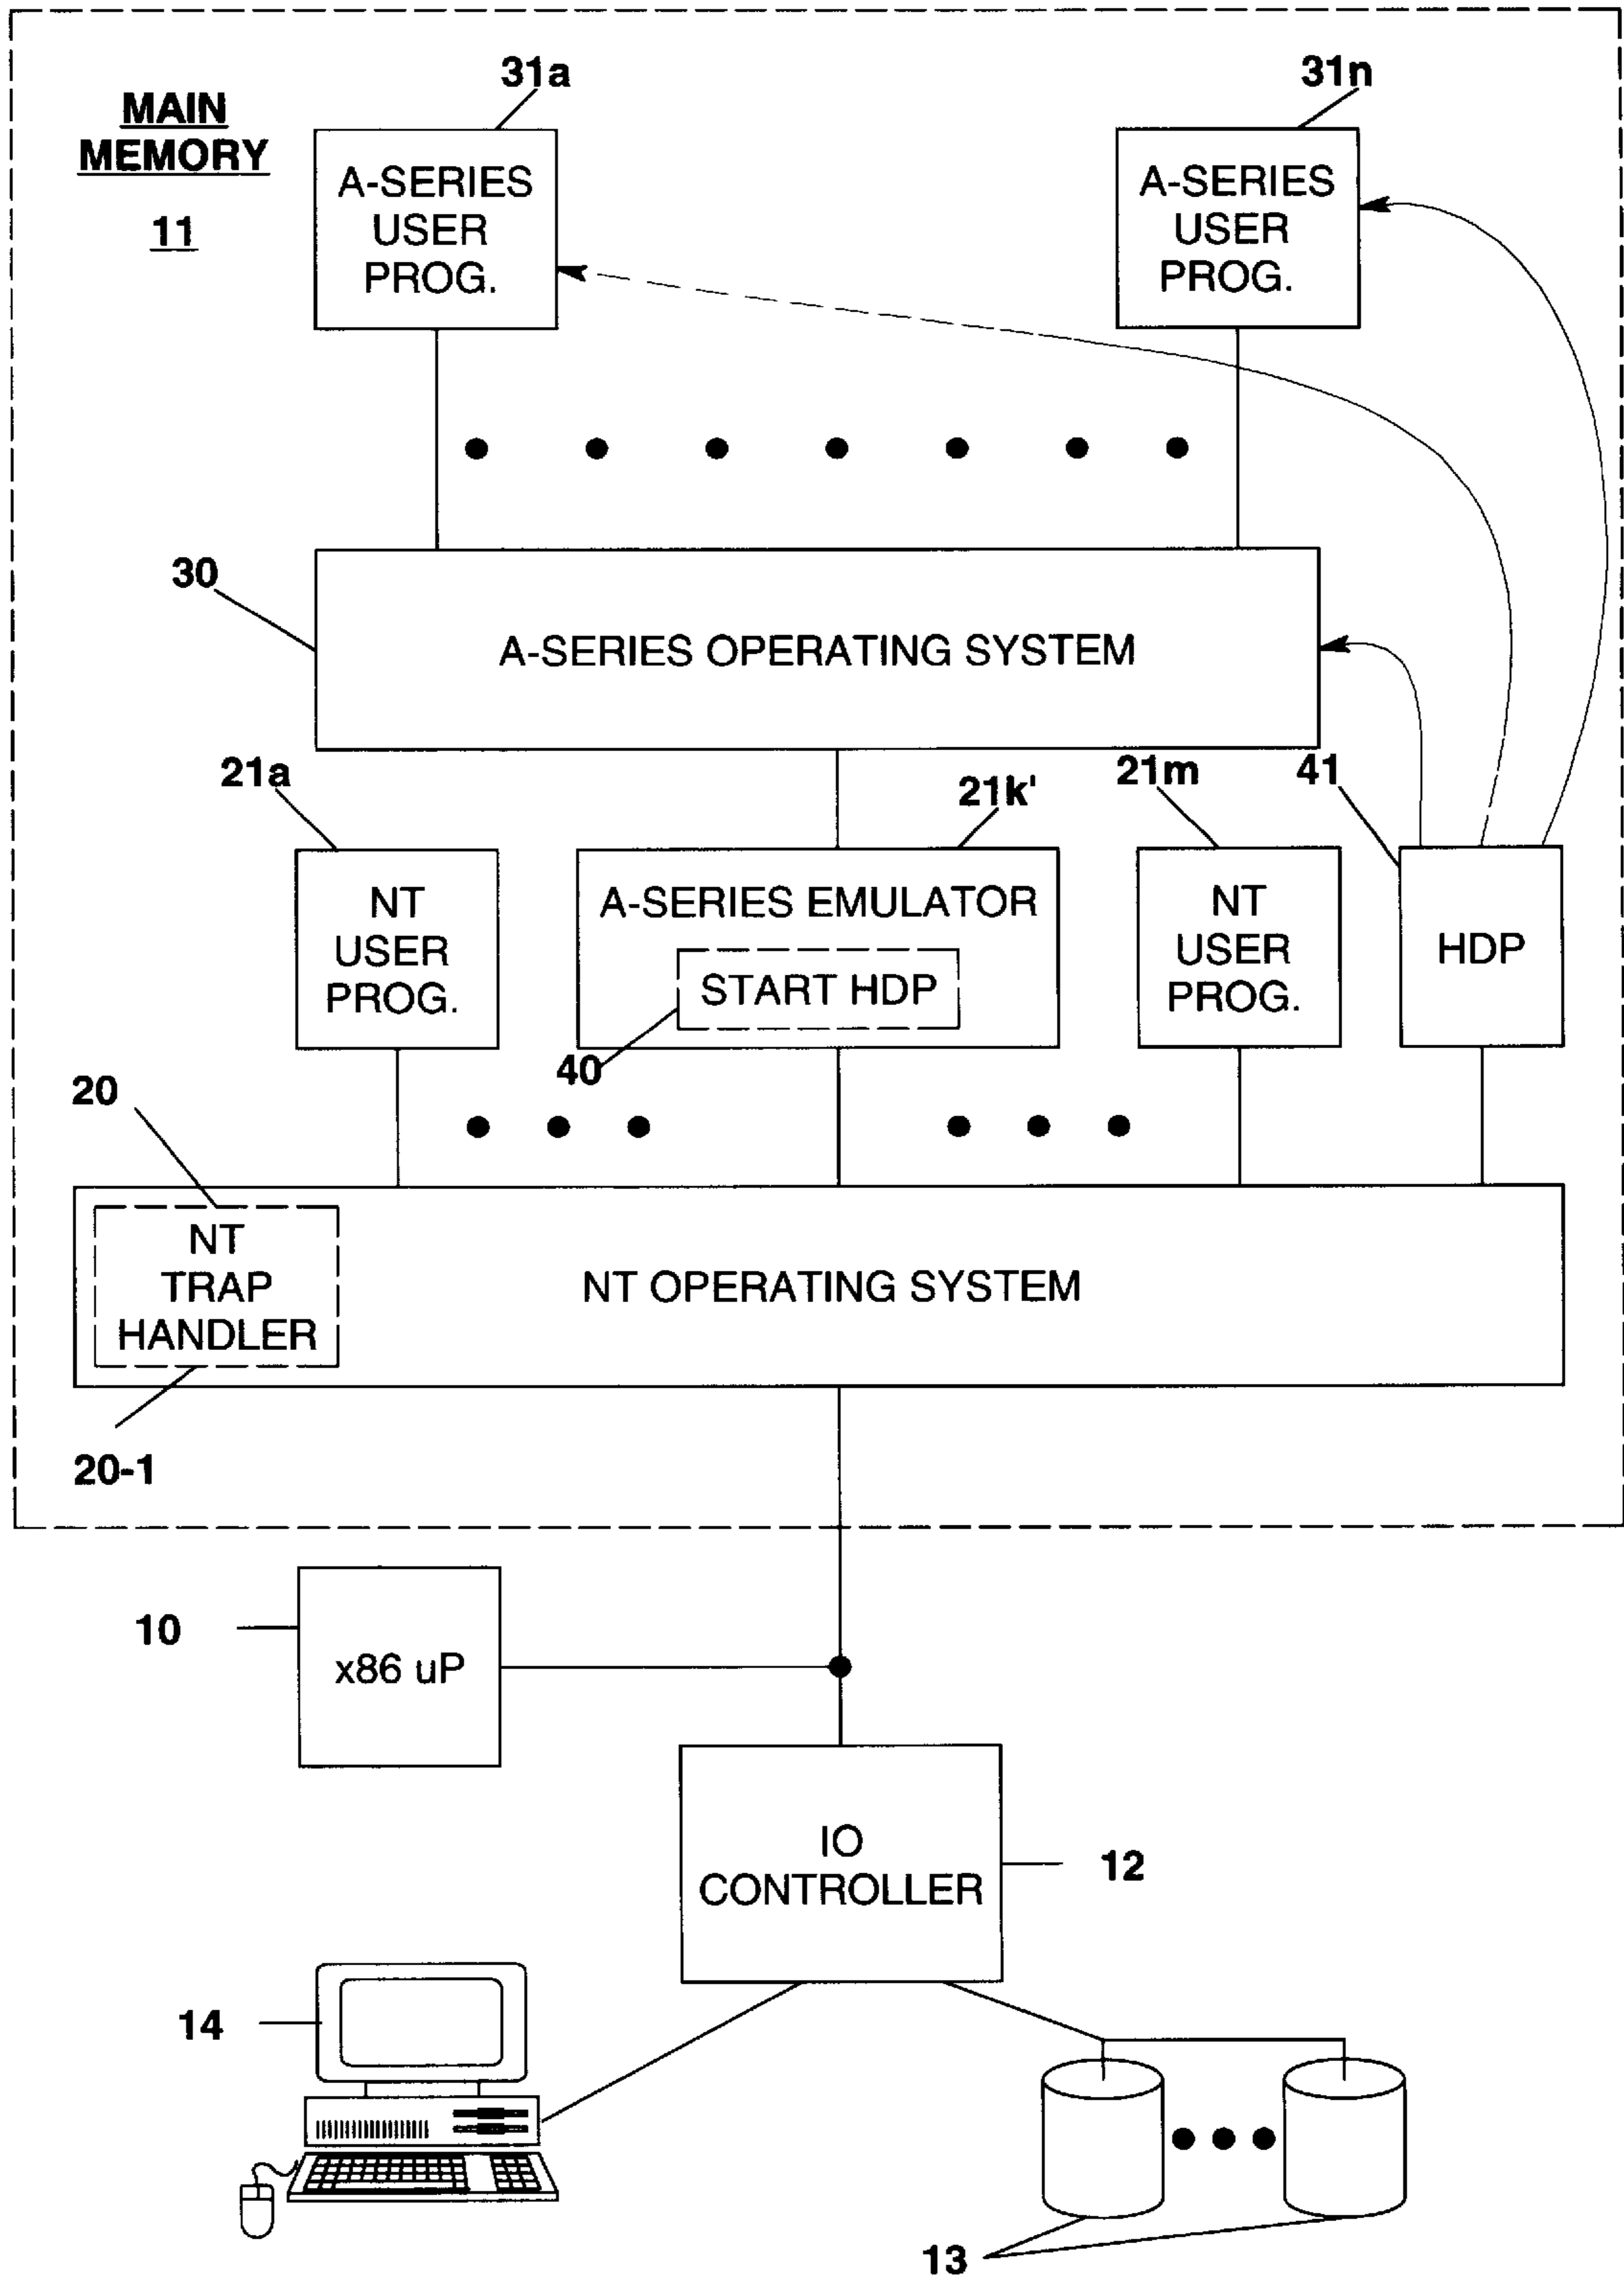 31a
31n
MAIN
MEMORY
11
A-SERIES
USER
PROG.
A-SERIES
USER
PROG.
30
A-SERIES OPERATING SYSTEM
21a
21k'
21m
41
NT
USER
PROG.
A-SERIES EMULATOR
START HDP
40
NT
USER
PROG.
HDP
20
NT
TRAP
HANDLER
NT OPERATING SYSTEM
20-1
10
x86 uP
IO
CONTROLLER
12
14
13